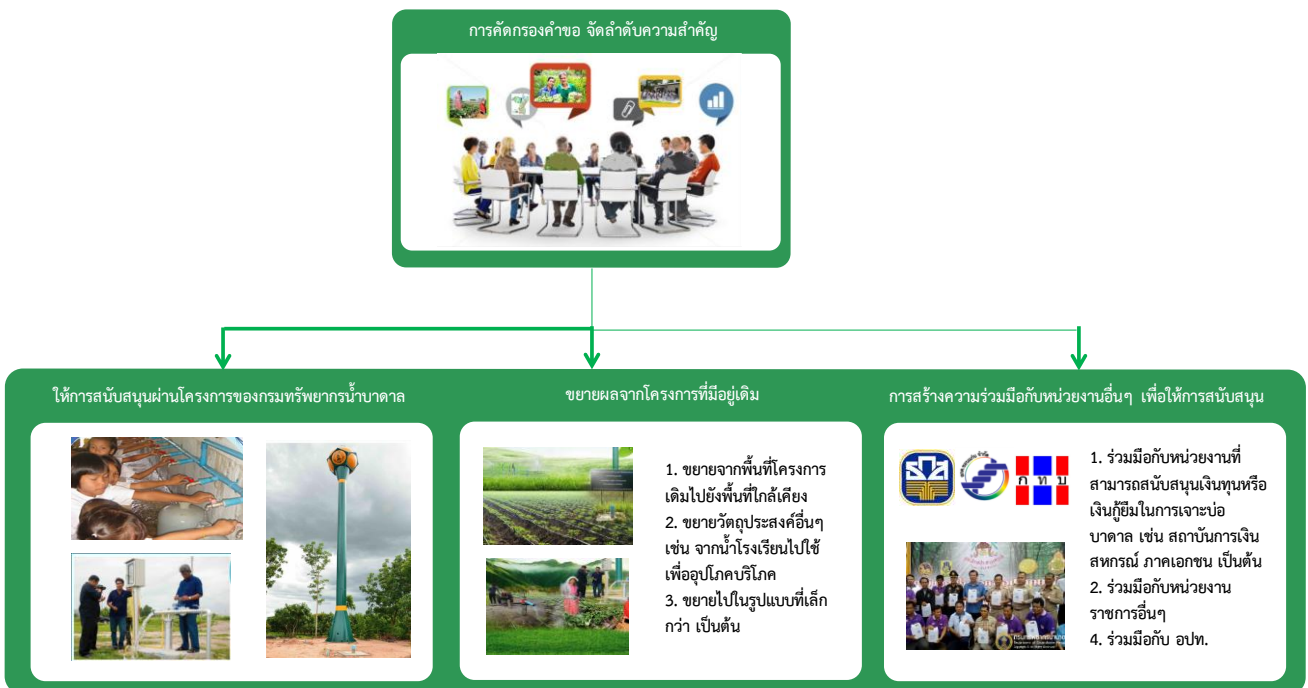 การคัดกรองคำขอ จัดลำดับความสำคัญ
ให้การสนับสนุนผ่านโครงการของกรมทรัพยากรน้ำบาดาล
ขยายผลจากโครงการที่มีอยู่เดิม
1. ขยายจากพื้นที่โครงการ
เดิมไปยังพื้นที่ใกล้เคียง
2. ขยายวัตถุประสงค์อื่นๆ
เช่น จากน้ำโรงเรียนไปใช้
เพื่ออุปโภคบริโภค
3. ขยายไปในรูปแบบที่เล็ก
กว่า เป็นต้น
การสร้างความร่วมมือกับหน่วยงานอื่นๆ เพื่อให้การสนับสนุน
ก ท บ
1. ร่วมมือกับหน่วยงานที่
สามารถสนับสนุนเงินทุนหรือ
เงินกู้ยืมในการเจาะบ่อ
บาดาล เช่น สถาบันการเงิน
สหกรณ์ ภาคเอกชน เป็นต้น
2. ร่วมมือกับหน่วยงาน
ราชการอื่นๆ
4. ร่วมมือกับ อปท.